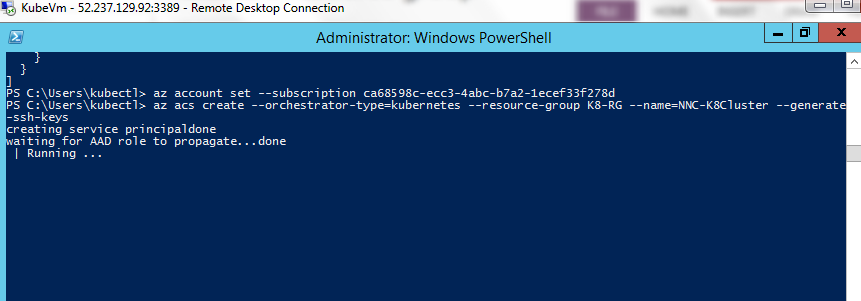 KubeVm - 52.237.129.92:3389 - Remote Desktop Connection
Administrator: Windows PowerShell
}
}
]
PS C:\Users\kubectl> az account set --subscription ca68598c-ecc3-4abc-b7a2-1ecef33f278d
PS C:\Users\kubectl> az acs create --orchestrator-type=kubernetes --resource-group K8-RG --name=NNC-K8Cluster --generate
-ssh-keys
creating service principaldone
waiting for AAD role to propagate...done
| Running ...